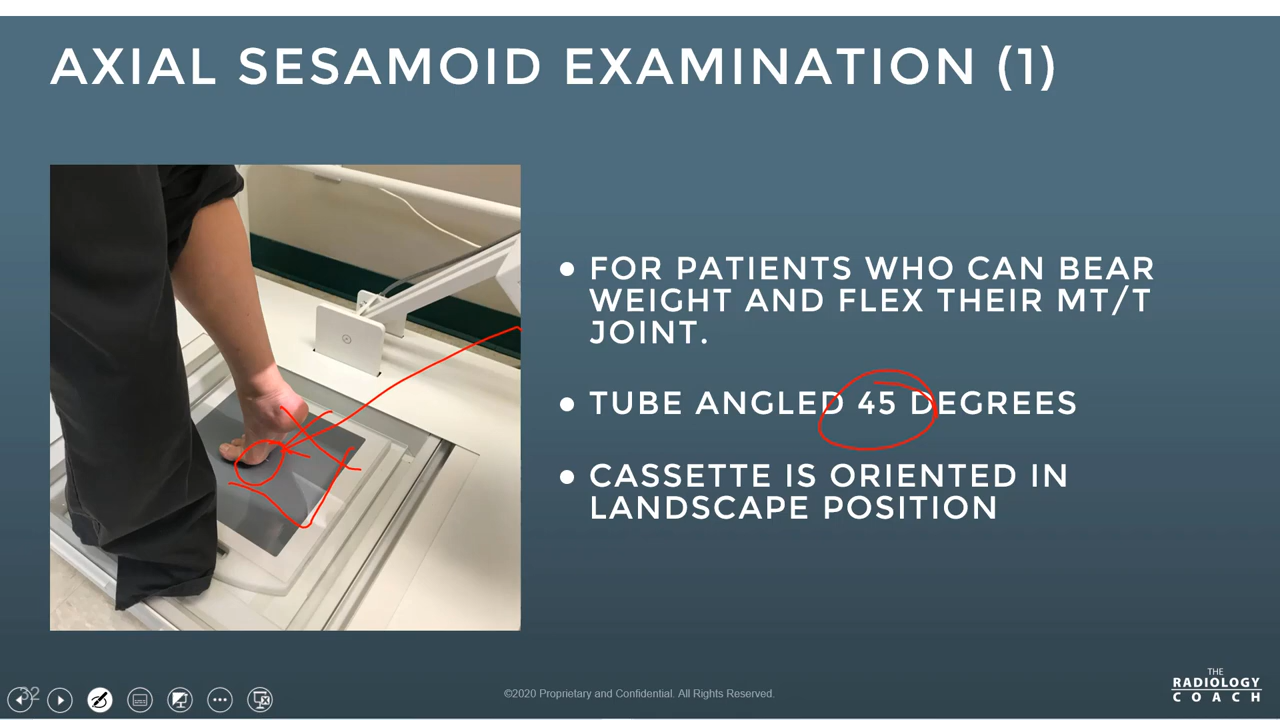 AXIAL SESAMOID EXAMINATION (1)
● FOR PATIENTS WHO CAN BEAR
WEIGHT AND FLEX THEIR MT/T
JOINT.
● TUBE ANGLED 45 DEGREES
● CASSETTE IS ORIENTED IN
LANDSCAPE POSITION
32
©2020 Proprietary and Confidential. All Rights Reserved.
THE
RADIOLOGY
COACH